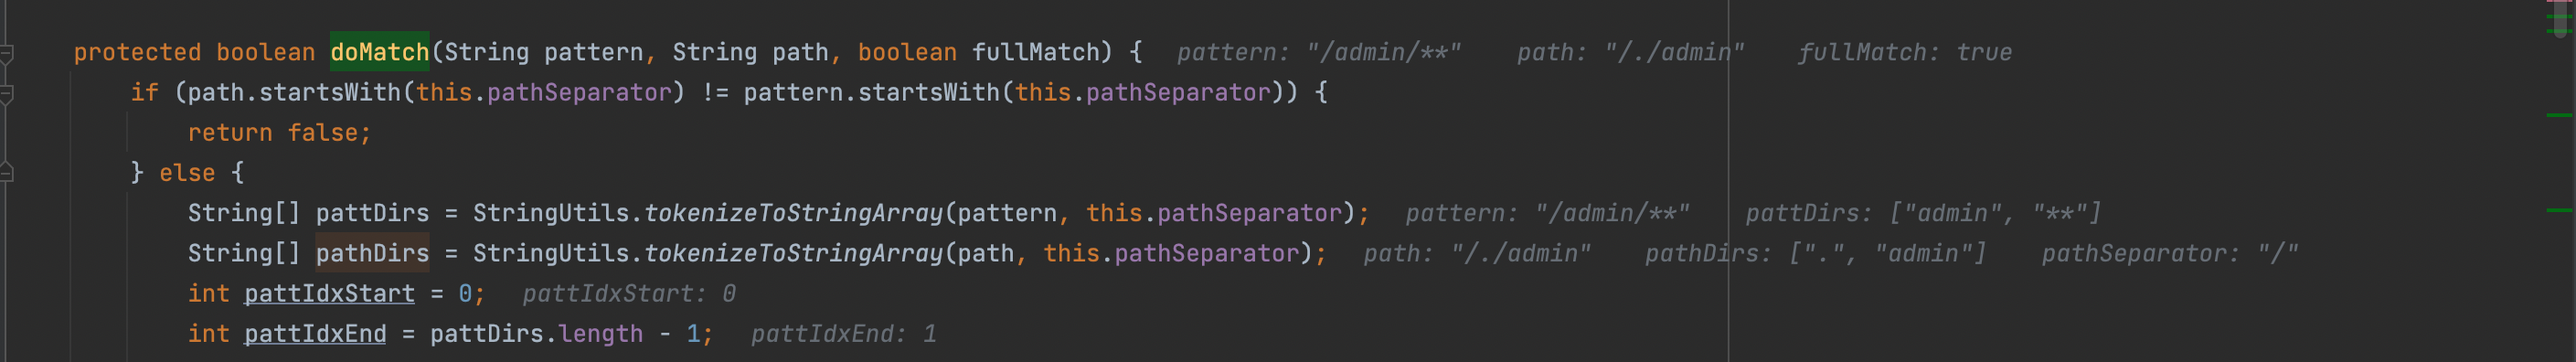 protected boolean doMatch(String pattern, String path, boolean fullMatch) {   pattern: "/admin/**"    path: "/./admin"    fullMatch: true
    if (path.startsWith(this.pathSeparator) != pattern.startsWith(this.pathSeparator)) {
        return false;
    } else {
        String[] pattDirs = StringUtils.tokenizeToStringArray(pattern, this.pathSeparator);   pattern: "/admin/**"    pattDirs: ["admin", "**"]
        String[] pathDirs = StringUtils.tokenizeToStringArray(path, this.pathSeparator);   path: "/./admin"    pathDirs: [".", "admin"]    pathSeparator: "/"
        int pattIdxStart = 0;   pattIdxStart: 0
        int pattIdxEnd = pattDirs.length - 1;   pattIdxEnd: 1